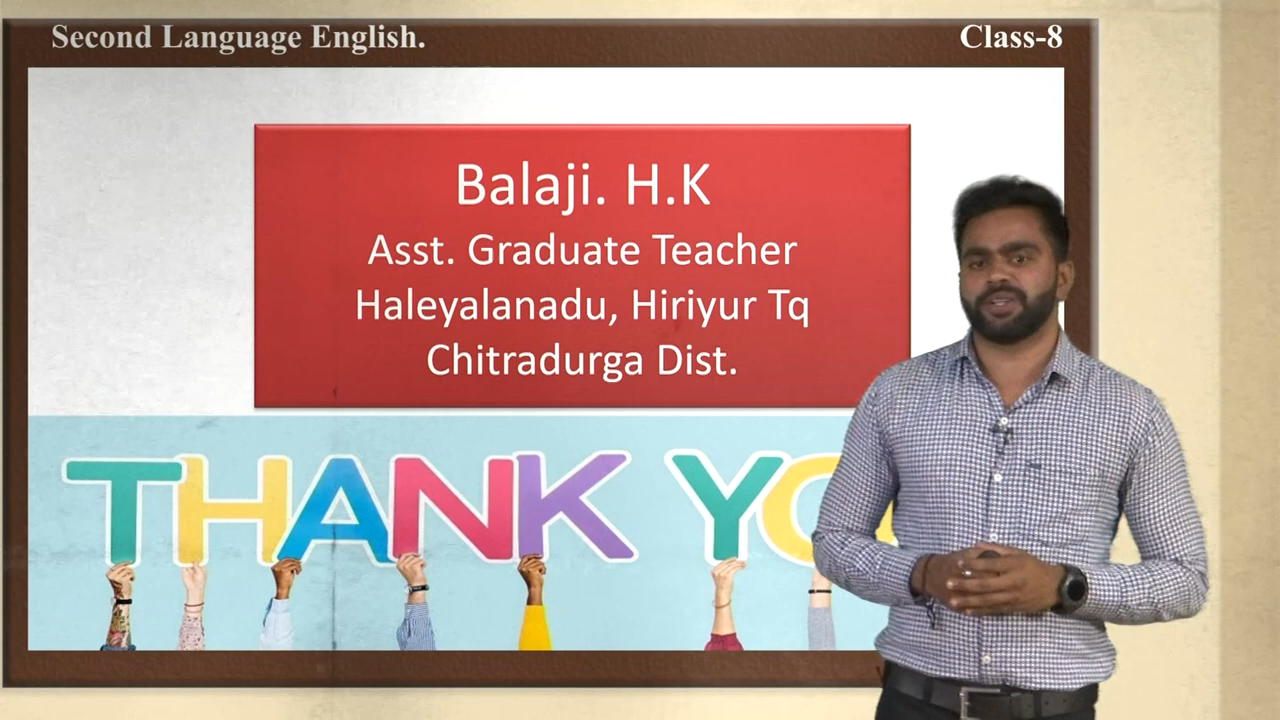 Second Language English.
Class-8
Balaji. H.K
Asst. Graduate Teacher
Haleyalanadu, Hiriyur Tq
Chitradurga Dist.
THANK YO